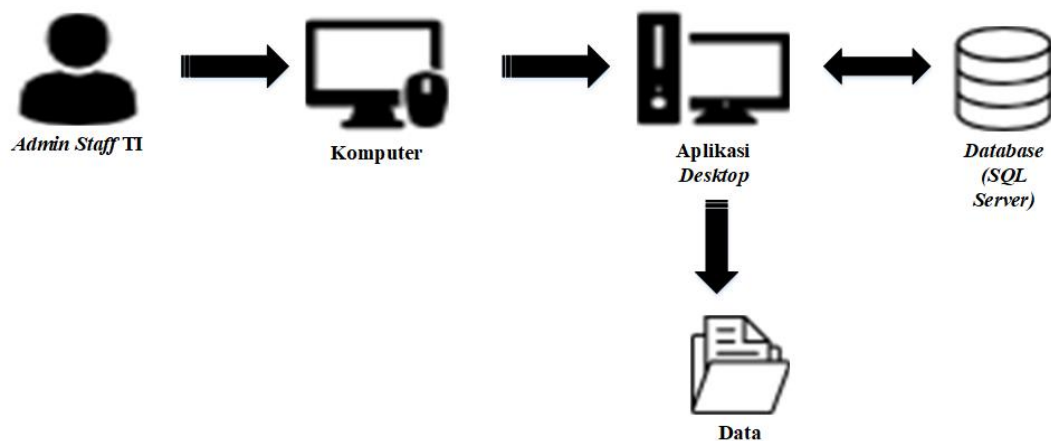 Admin Staff TI
Komputer
Aplikasi
Desktop
Database
(SQL
Server)
Data